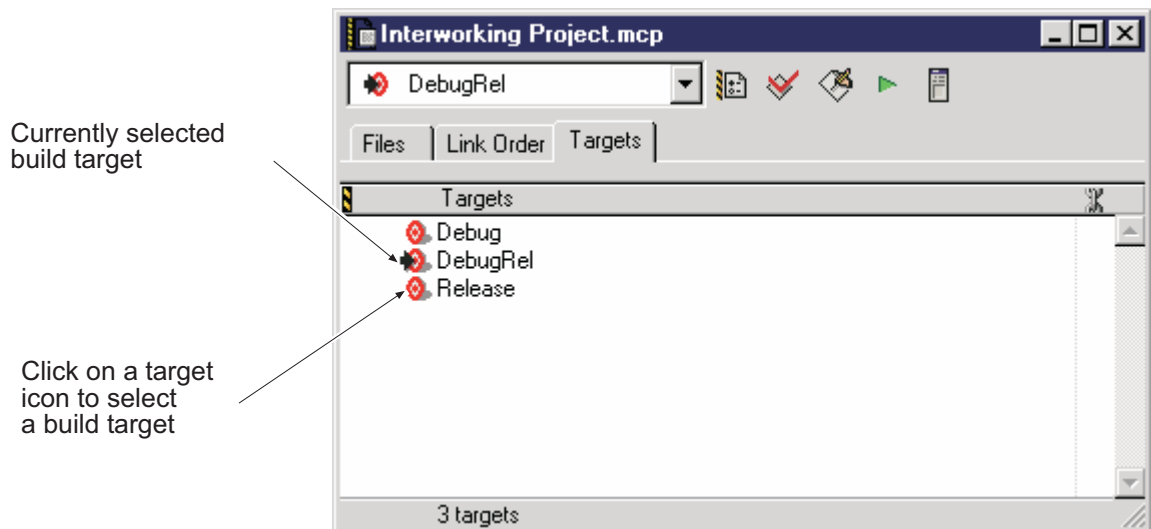 Interworking Project.mcp
DebugRel
Files Link Order Targets
Currently selected
build target
Targets
Debug
DebugRel
Release
Click on a target
icon to select
a build target
3 targets